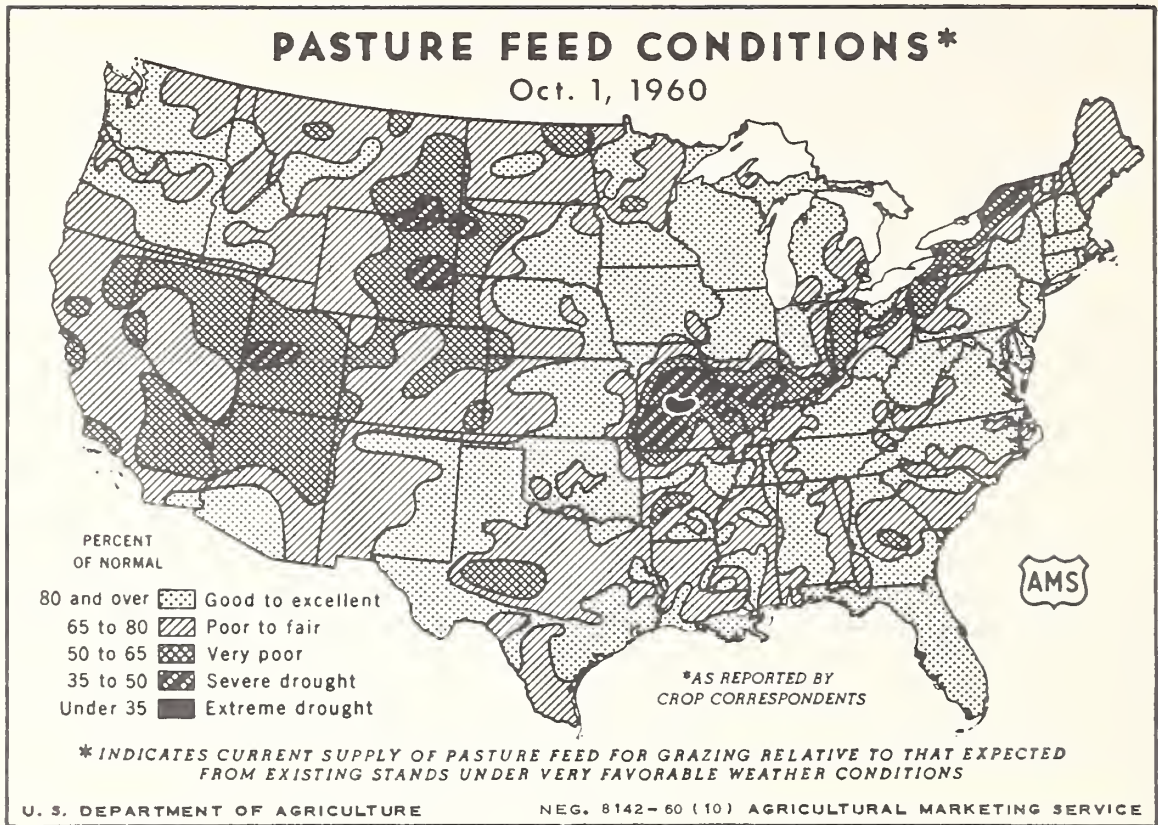 PASTURE FEED CONDITIONS*
Oct. 1, 1960
PERCENT
OF NORMAL
80 and over Good to excellent
65 to 80 Poor to fair
50 to 65 Very poor
35 to 50 Severe drought
Under 35 Extreme drought
AMS
*AS REPORTED BY
CROP CORRESPONDENTS
* INDICATES CURRENT SUPPLY OF PASTURE FEED FOR GRAZING RELATIVE TO THAT EXPECTED
FROM EXISTING STANDS UNDER VERY FAVORABLE WEATHER CONDITIONS
U. S. DEPARTMENT OF AGRICULTURE NEG. 8142-60 (10) AGRICULTURAL MARKETING SERVICE